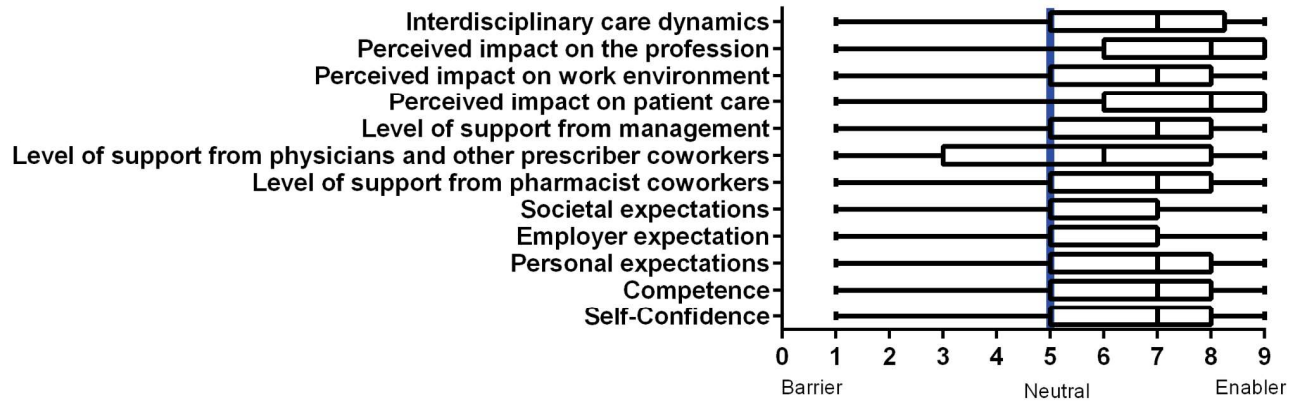 Interdisciplinary care dynamics
Perceived impact on the profession
Perceived impact on work environment
Perceived impact on patient care
Level of support from management
Level of support from physicians and other prescriber coworkers
Level of support from pharmacist coworkers
Societal expectations
Employer expectation
Personal expectations
Competence
Self-Confidence
0 1 2 3 4 5 6 7 8 9
Barrier Neutral Enabler